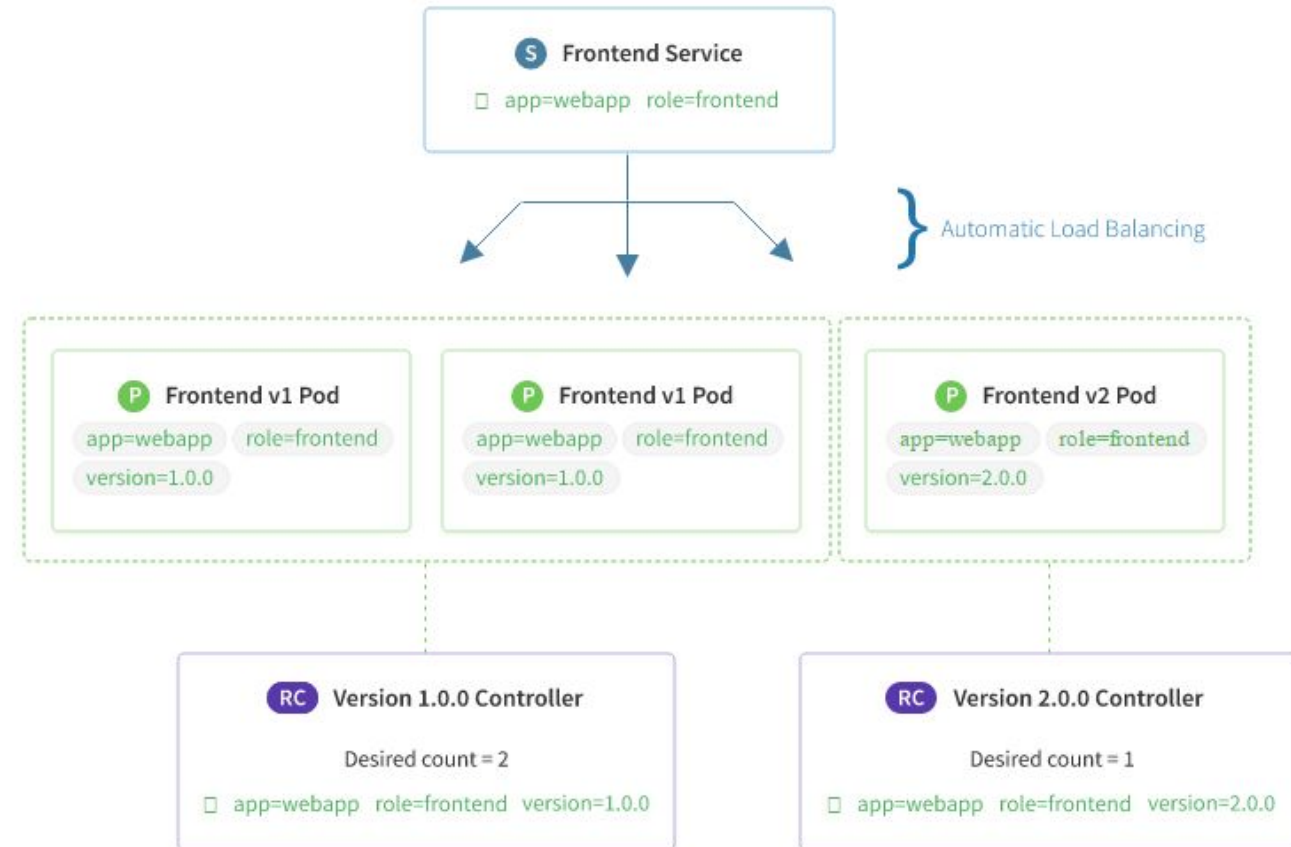 S Frontend Service
app=webapp role=frontend
} Automatic Load Balancing
P Frontend v1 Pod
app=webapp role=frontend
version=1.0.0
P Frontend v1 Pod
app=webapp role=frontend
version=1.0.0
P Frontend v2 Pod
app=webapp role=frontend
version=2.0.0
RC Version 1.0.0 Controller
Desired count = 2
app=webapp role=frontend version=1.0.0
RC Version 2.0.0 Controller
Desired count = 1
app=webapp role=frontend version=2.0.0